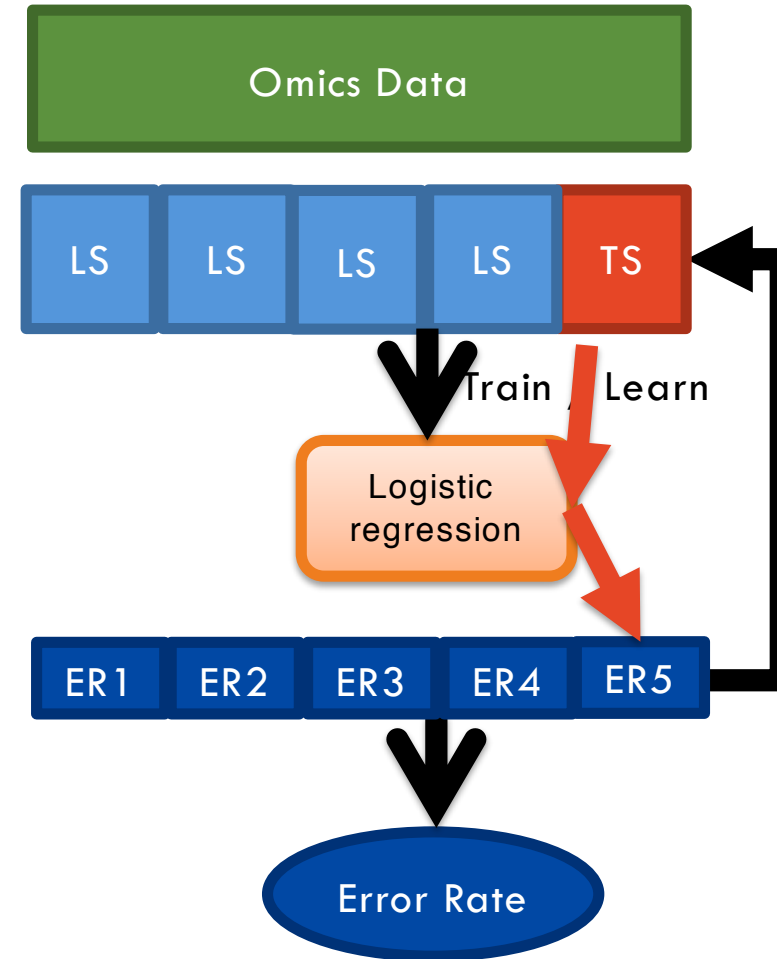 Omics Data
LS LS LS LS TS
Train / Learn
Logistic
regression
ER1 ER2 ER3 ER4 ER5
Error Rate